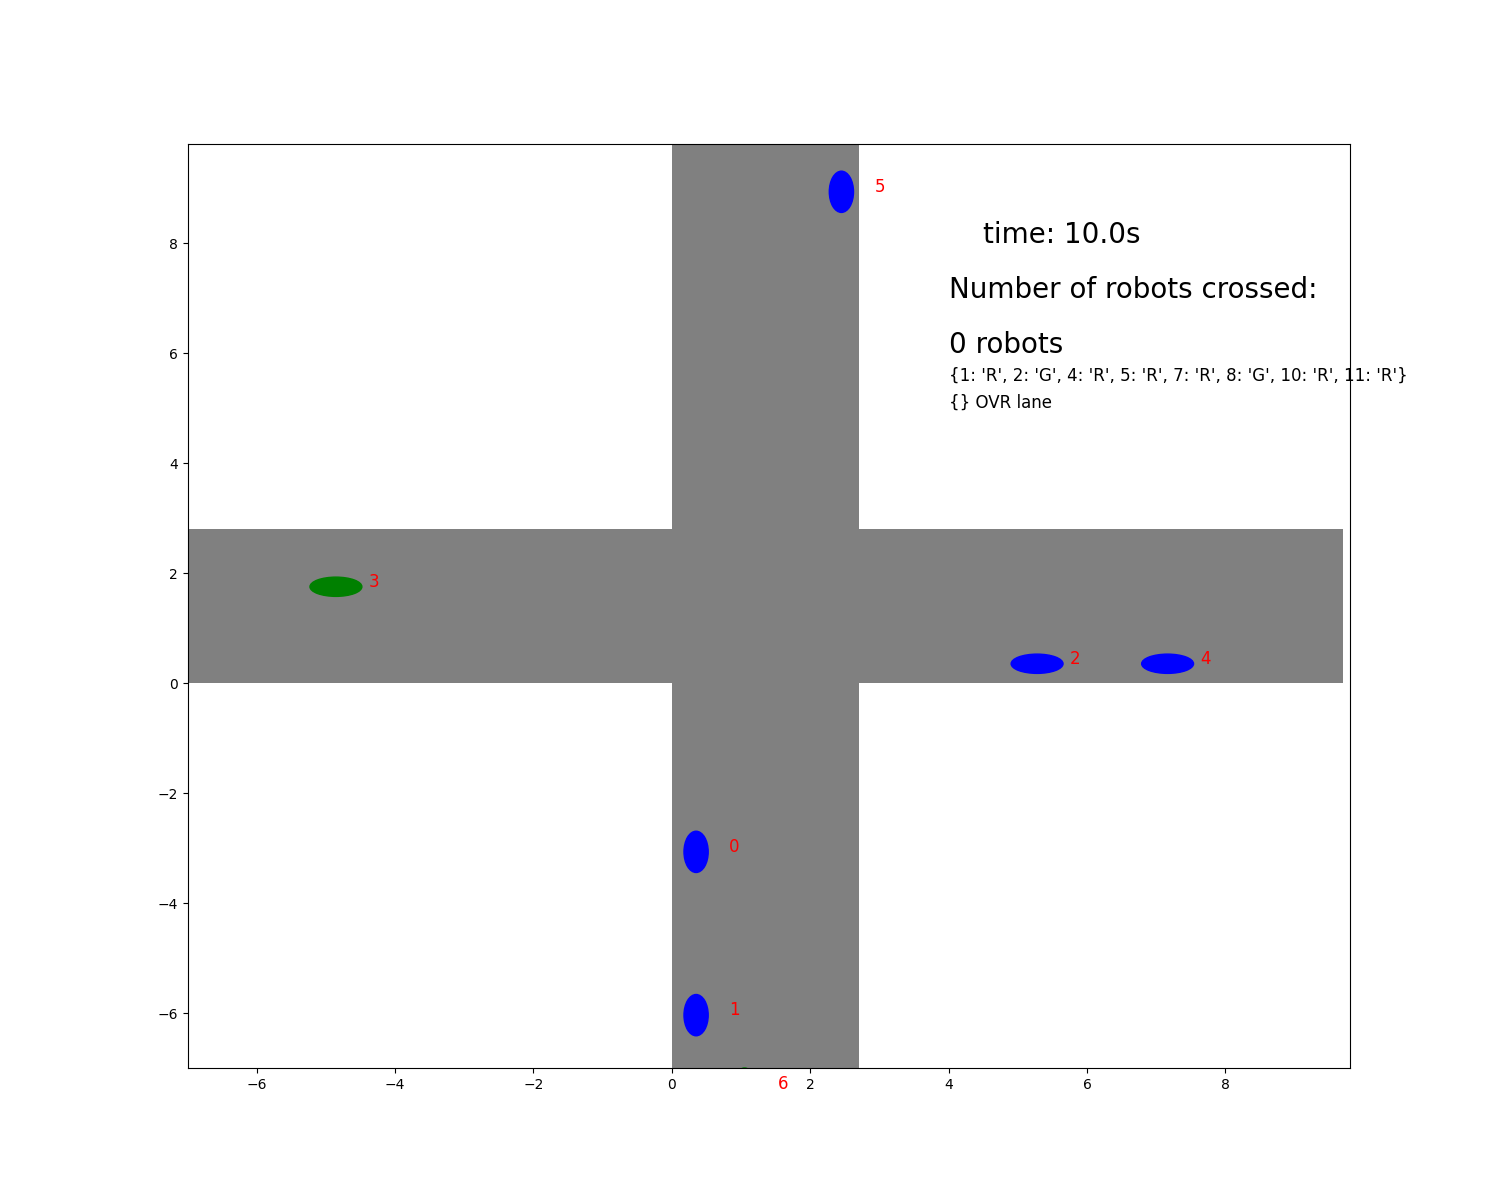 5
time: 10.0s
8
Number of robots crossed:
0 robots
6
{1: 'R', 2: 'G', 4: 'R', 5: 'R', 7: 'R', 8: 'G', 10: 'R', 11: 'R'}
{} OVR lane
4
2
3
2
4
0
−2
0
−4
1
−6
−6 −4 −2 0 6 2 4 6 8